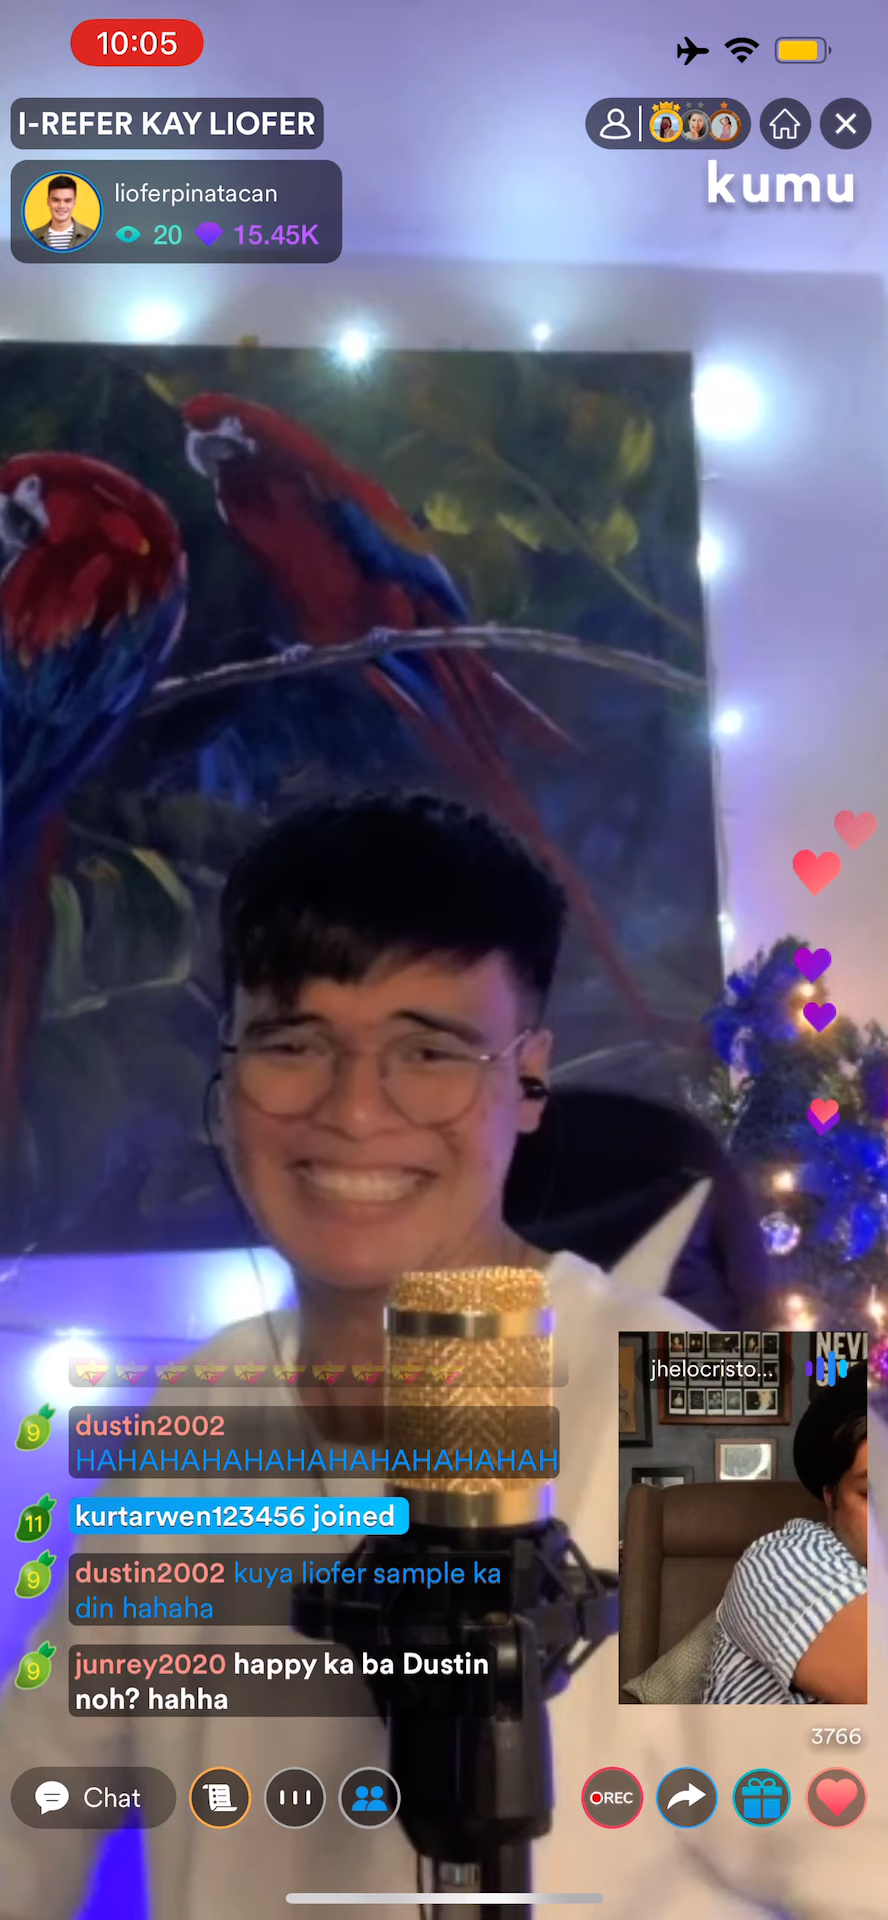 10:05
I-REFER KAY LIOFER
lioferpinatacan
20 15.45K
kumu
jhelocristo...
NEVE
dustin2002
HAHAHAHAHAHAHAHAHAHAHAH
9
kurtarwen123456 joined
11
dustin2002 kuya liofer sample ka
din hahaha
9
junrey2020 happy ka ba Dustin
noh? hahha
9
3766
Chat
REC